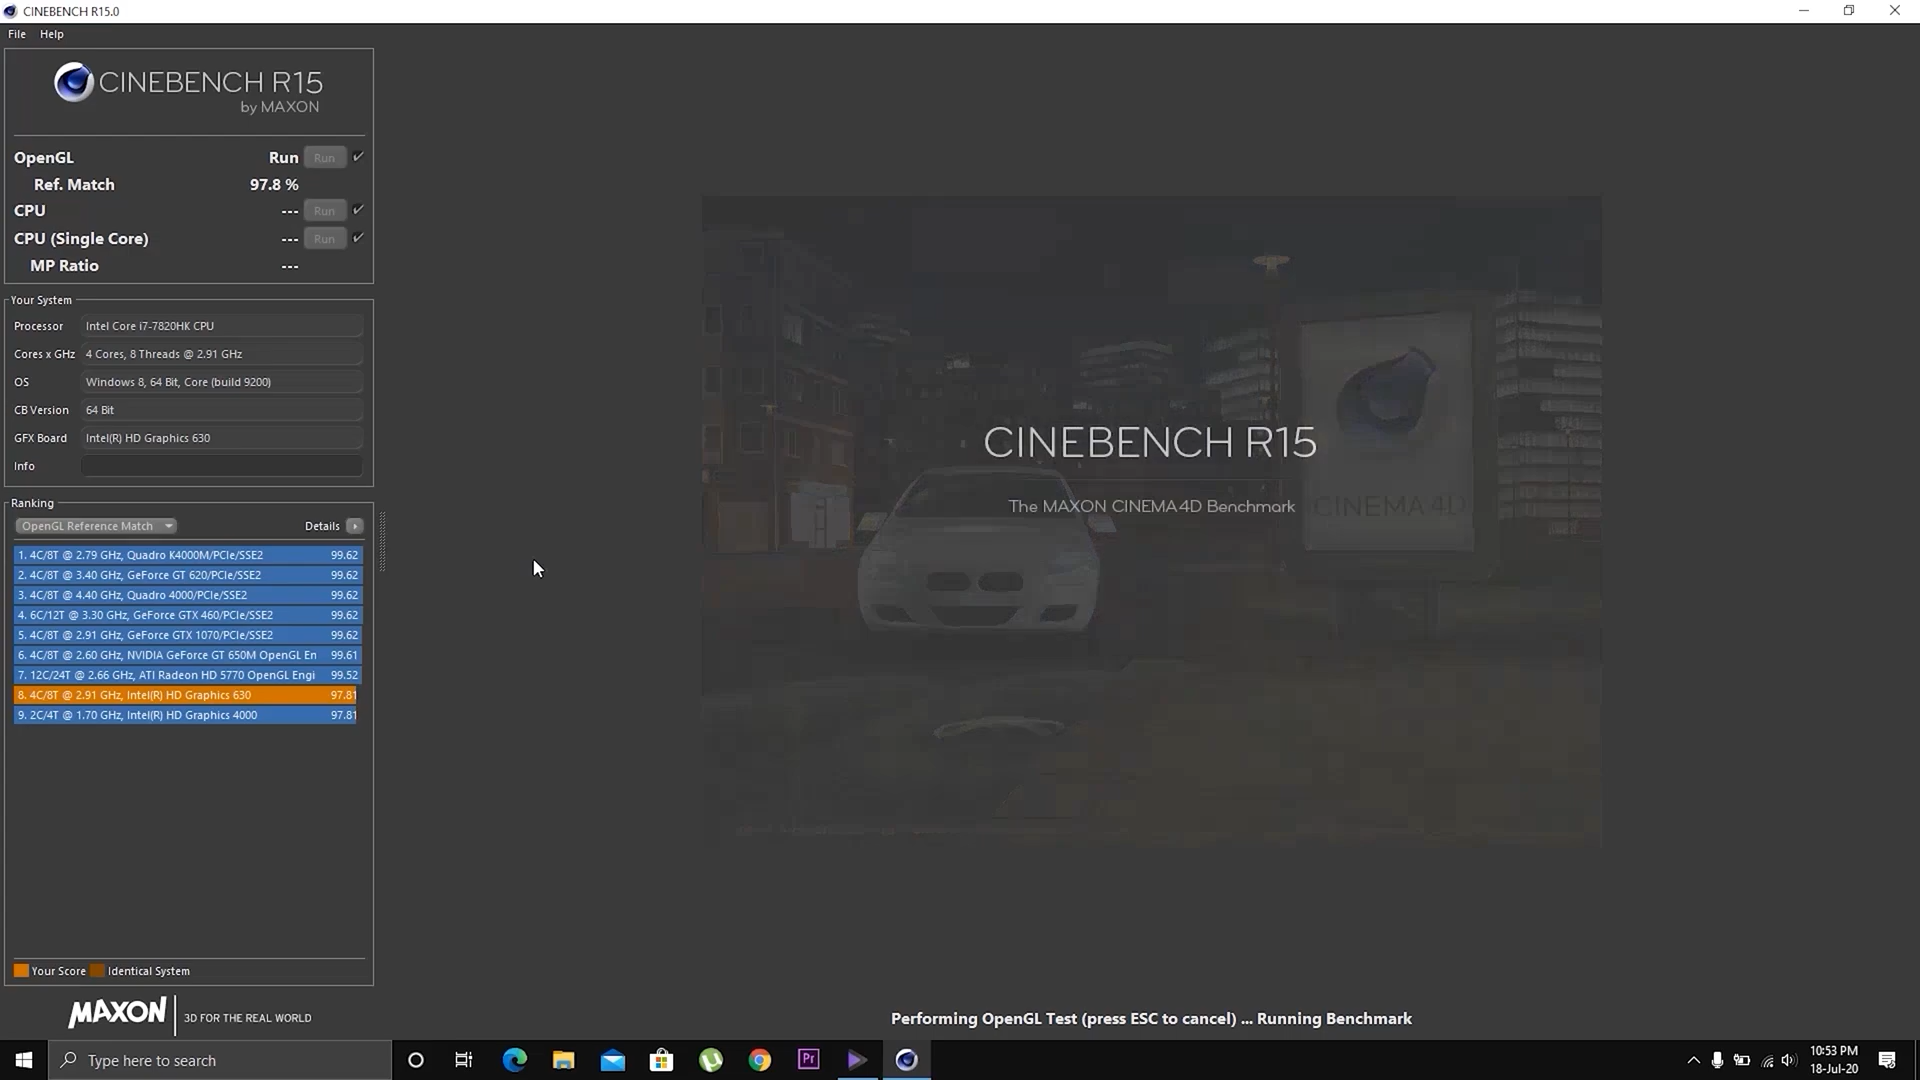 CINEBENCH R15.0
File Help
CINEBENCH R15
by MAXON
OpenGL Run Run
Ref. Match 97.8 %
CPU --- Run
CPU (Single Core) --- Run
MP Ratio ---
Your System
Processor Intel Core i7-7820HK CPU
Cores x GHz 4 Cores, 8 Threads @ 2.91 GHz
OS Windows 8, 64 Bit, Core (build 9200)
CB Version 64 Bit
GFX Board Intel(R) HD Graphics 630
Info
Ranking
OpenGL Reference Match Details
1. 4C/8T @ 2.79 GHz, Quadro K4000M/PCIe/SSE2 99.62
2. 4C/8T @ 3.40 GHz, GeForce GT 620/PCIe/SSE2 99.62
3. 4C/8T @ 4.40 GHz, Quadro 4000/PCIe/SSE2 99.62
4. 6C/12T @ 3.30 GHz, GeForce GTX 460/PCIe/SSE2 99.62
5. 4C/8T @ 2.91 GHz, GeForce GTX 1070/PCIe/SSE2 99.62
6. 4C/8T @ 2.60 GHz, NVIDIA GeForce GT 650M OpenGL En 99.61
7. 12C/24T @ 2.66 GHz, ATI Radeon HD 5770 OpenGL Engi 99.52
8. 4C/8T @ 2.91 GHz, Intel(R) HD Graphics 630 97.81
9. 2C/4T @ 1.70 GHz, Intel(R) HD Graphics 4000 97.81
Your Score Identical System
MAXON 3D FOR THE REAL WORLD
CINEBENCH R15
The MAXON CINEMA4D Benchmark
CINEMA 4D
Performing OpenGL Test (press ESC to cancel) ... Running Benchmark
Type here to search
Pr
10:53 PM
18-Jul-20